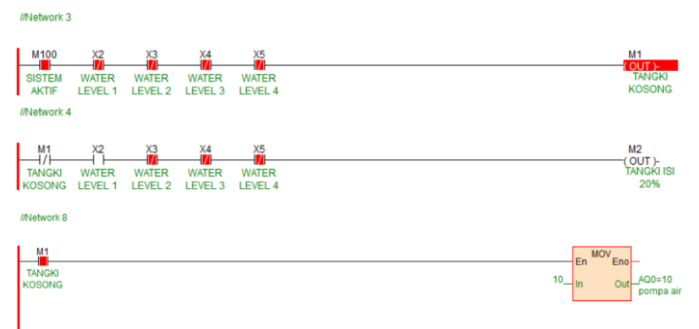 //Network 3
M100 X2 X3 X4 X5 M1
( OUT )-
SISTEM WATER WATER WATER WATER TANGKI
AKTIF LEVEL 1 LEVEL 2 LEVEL 3 LEVEL 4 KOSONG
//Network 4
M1 X2 X3 X4 X5 M2
( OUT )-
TANGKI WATER WATER WATER WATER TANGKI ISI
KOSONG LEVEL 1 LEVEL 2 LEVEL 3 LEVEL 4 20%
//Network 8
M1 MOV
En Eno
TANGKI
KOSONG
10 In Out AQ0=10
pompa air